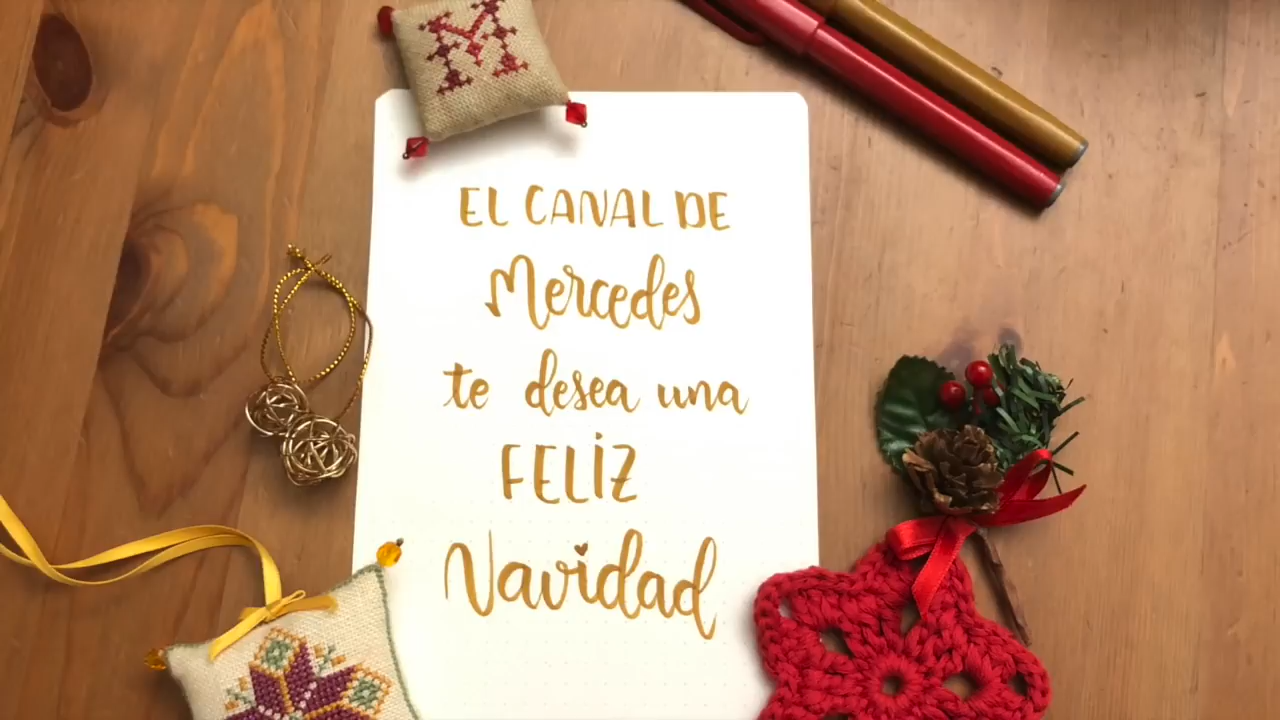 M
EL CANAL DE
Mercedes
te desea una
FELIZ
Navidad